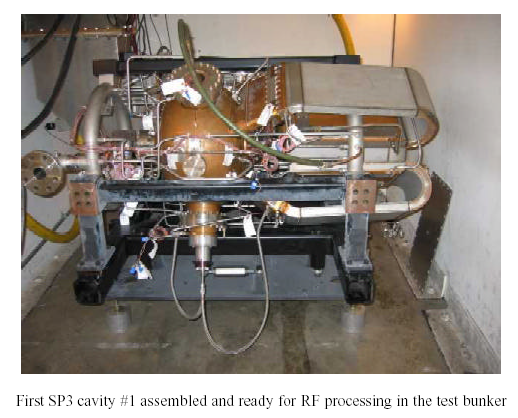 First SP3 cavity #1 assembled and ready for RF processing in the test bunker